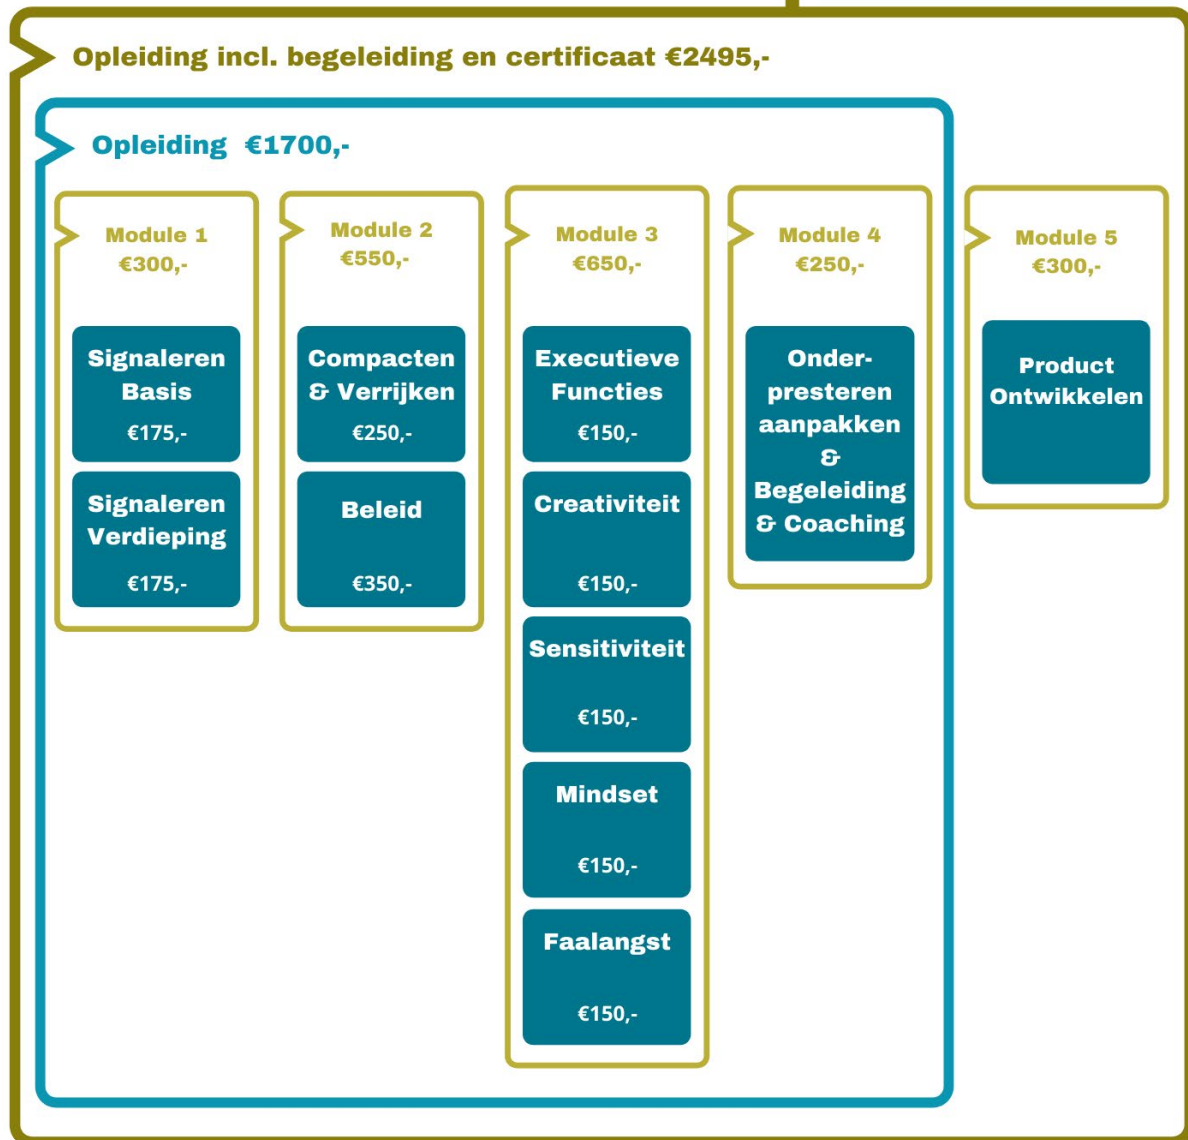 Opleiding incl. begeleiding en certificaat €2495,-
Opleiding €1700,-
Module 1
€300,-
Signaleren
Basis
€175,-
Signaleren
Verdieping
€175,-
Module 2
€550,-
Compacten
& Verrijken
€250,-
Beleid
€350,-
Module 3
€650,-
Executieve
Functies
€150,-
Creativiteit
€150,-
Sensitiviteit
€150,-
Mindset
€150,-
Faalangst
€150,-
Module 4
€250,-
Onder-
presteren
aanpakken
&
Begeleiding
& Coaching
Module 5
€300,-
Product
Ontwikkelen